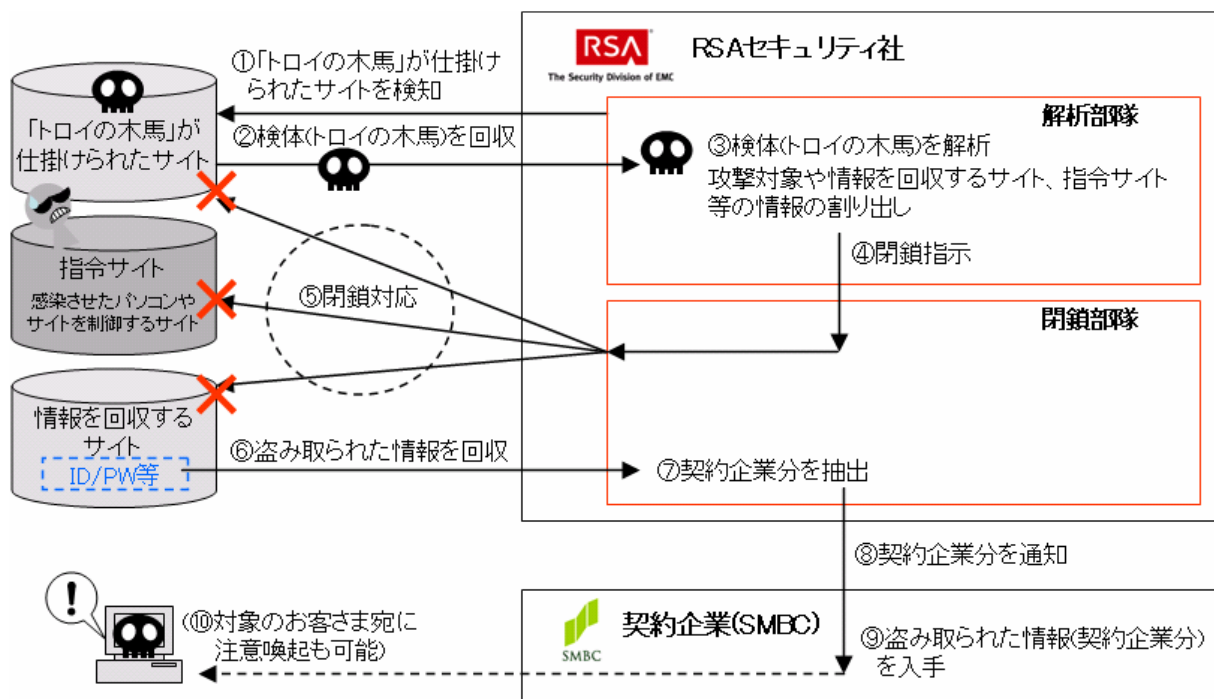 RSA
The Security Division of EMC
RSAセキュリティ社
①「トロイの木馬」が仕掛け
られたサイトを検知
「トロイの木馬」が
仕掛けられたサイト
②検体(トロイの木馬)を回収
解析部隊
③検体(トロイの木馬)を解析
攻撃対象や情報を回収するサイト、指令サイト
等の情報の割り出し
④閉鎖指示
指令サイト
感染させたパソコンや
サイトを制御するサイト
⑤閉鎖対応
閉鎖部隊
情報を回収する
サイト
ID/PW等
⑥盗み取られた情報を回収
⑦契約企業分を抽出
⑧契約企業分を通知
!
(⑩対象のお客さま宛に
注意喚起も可能)
SMBC
契約企業(SMBC)
⑨盗み取られた情報(契約企業分)
を入手